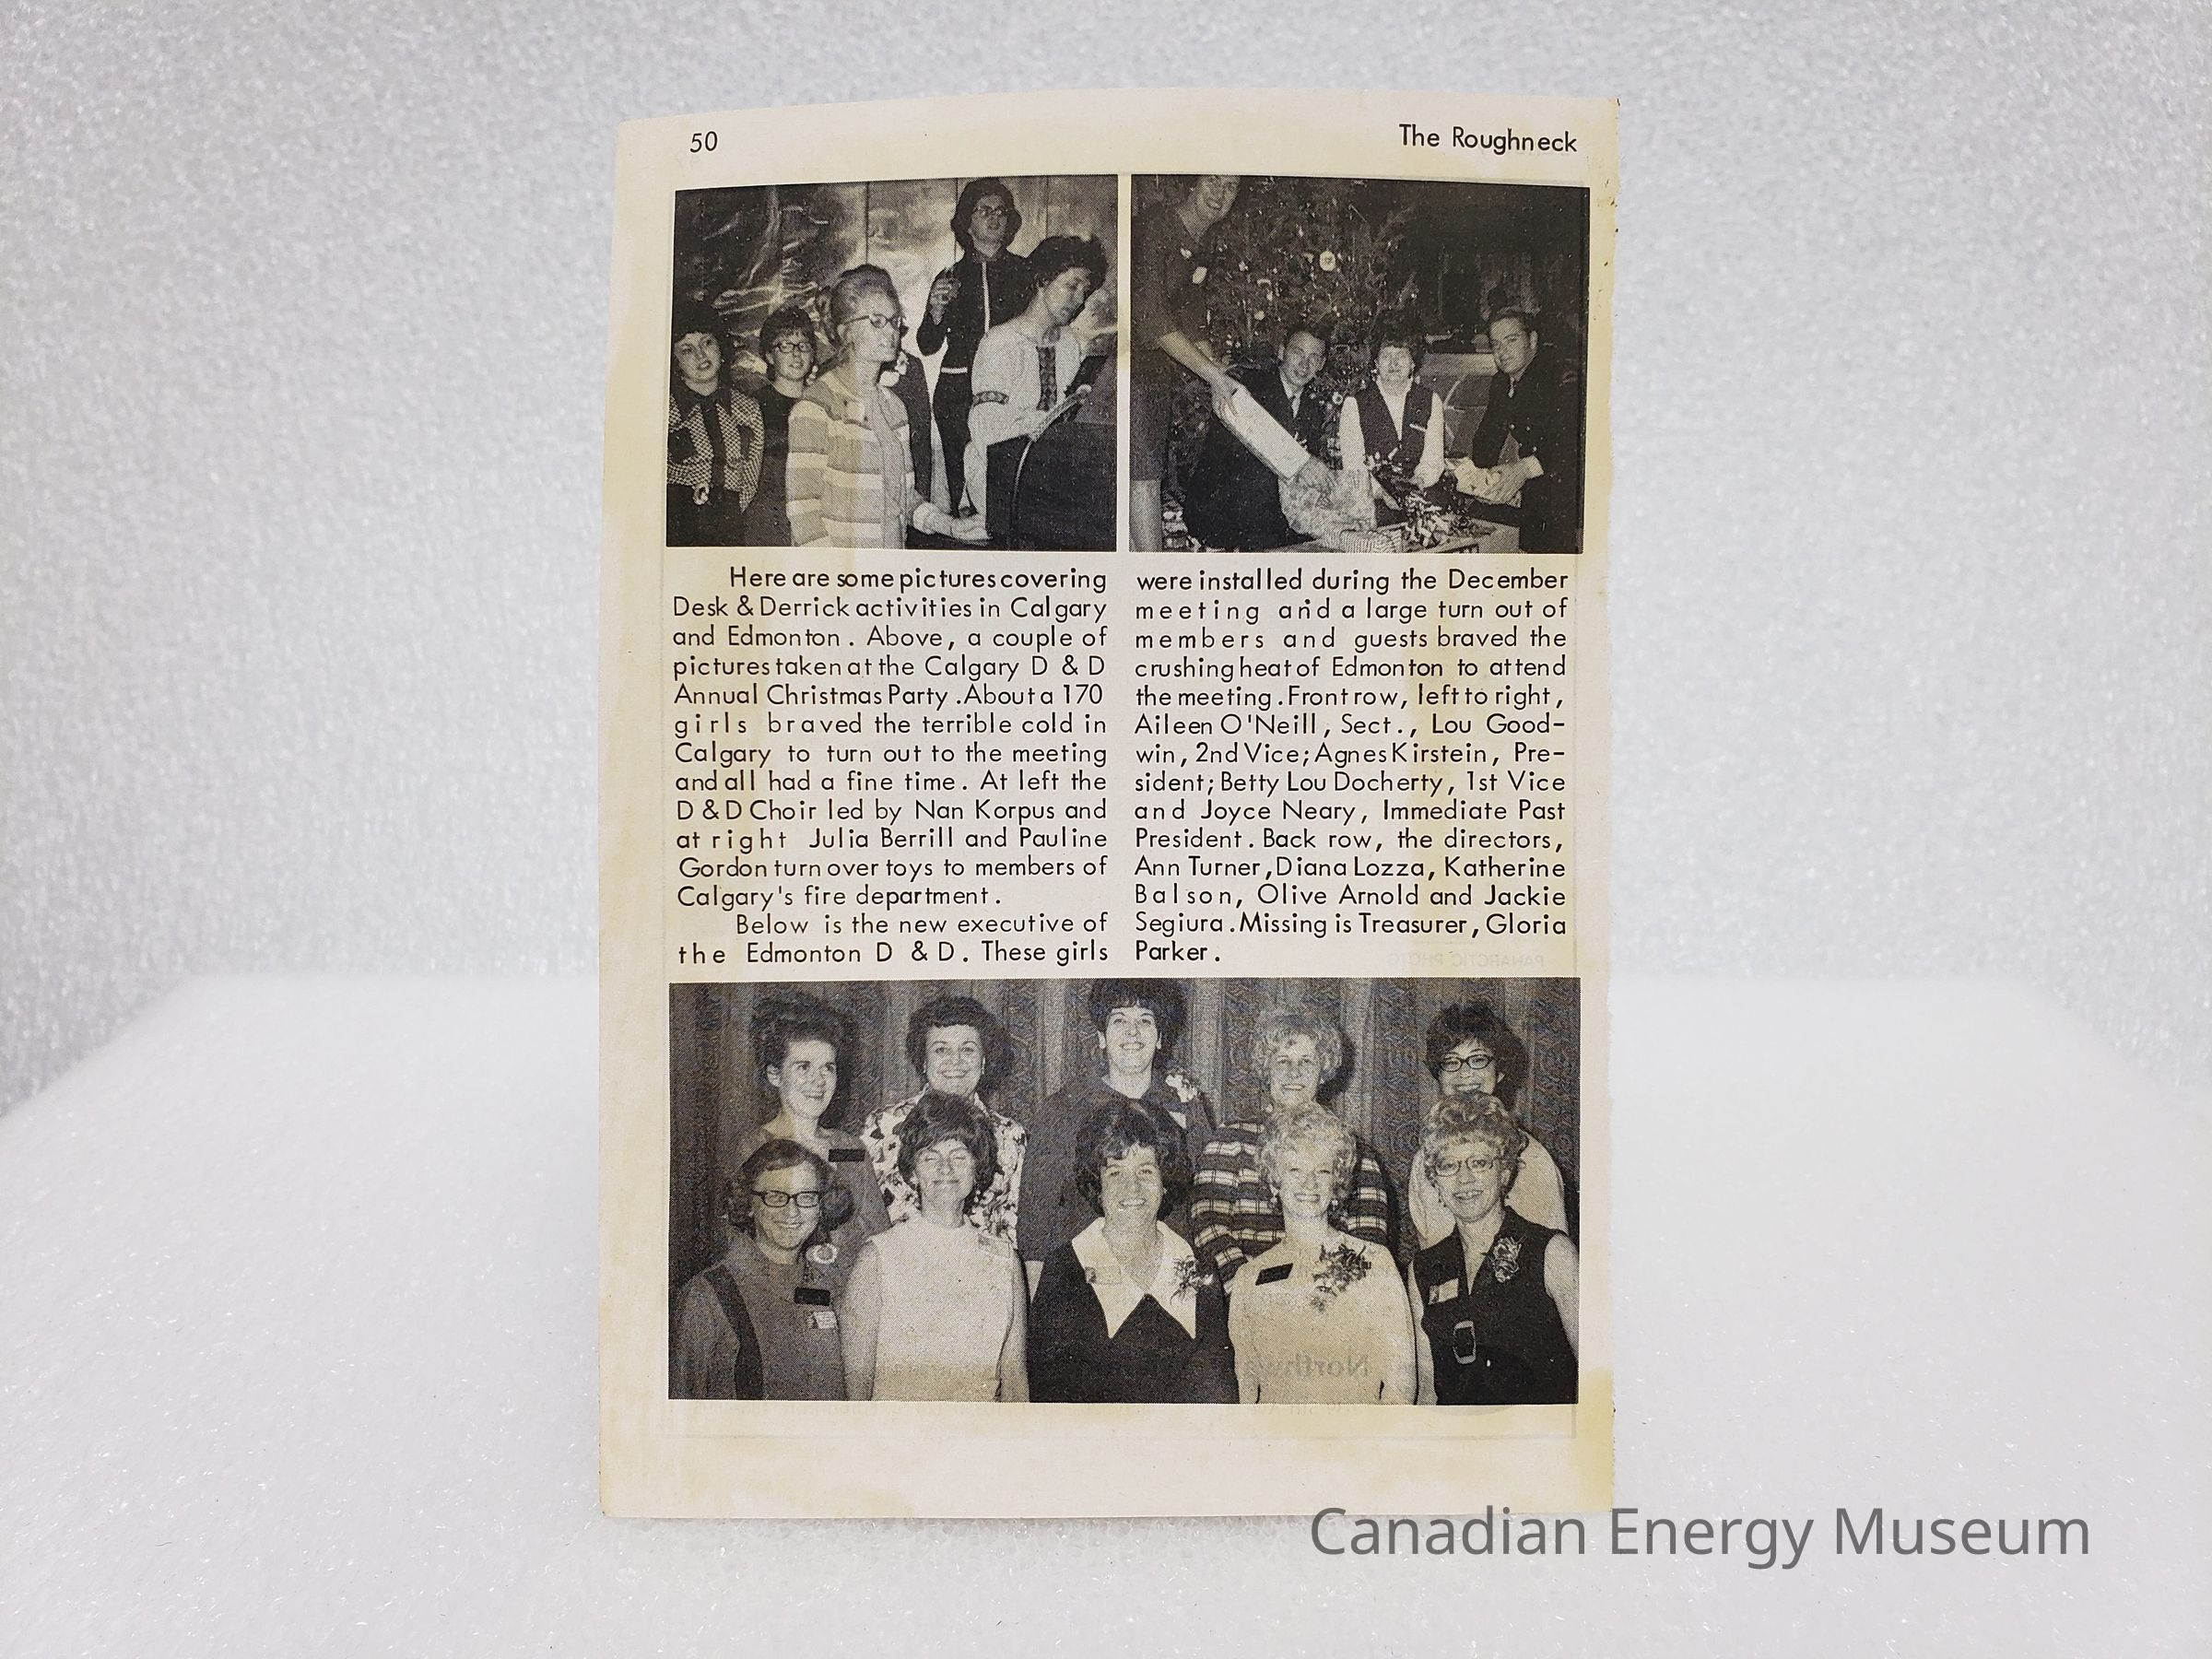 50
The Roughneck
Here are some pictures covering
Desk & Derrick activities in Calgary
and Edmonton. Above, a couple of
pictures taken at the Calgary D & D
Annual Christmas Party. About a 170
girls braved the terrible cold in
Calgary to turn out to the meeting
and all had a fine time. At left the
D & D Choir led by Nan Korpus and
at right Julia Berrill and Pauline
Gordon turn over toys to members of
Calgary's fire department.
Below is the new executive of
the Edmonton D & D. These girls
were installed during the December
meeting and a large turn out of
members and guests braved the
crushing heat of Edmonton to attend
the meeting. Front row, left to right,
Aileen O'Neill, Sect., Lou Good-
win, 2nd Vice; Agnes Kirstein, Pre-
sident; Betty Lou Docherty, 1st Vice
and Joyce Neary, Immediate Past
President. Back row, the directors,
Ann Turner, Diana Lozza, Katherine
Balson, Olive Arnold and Jackie
Segiura. Missing is Treasurer, Gloria
Parker.
Canadian Energy Museum